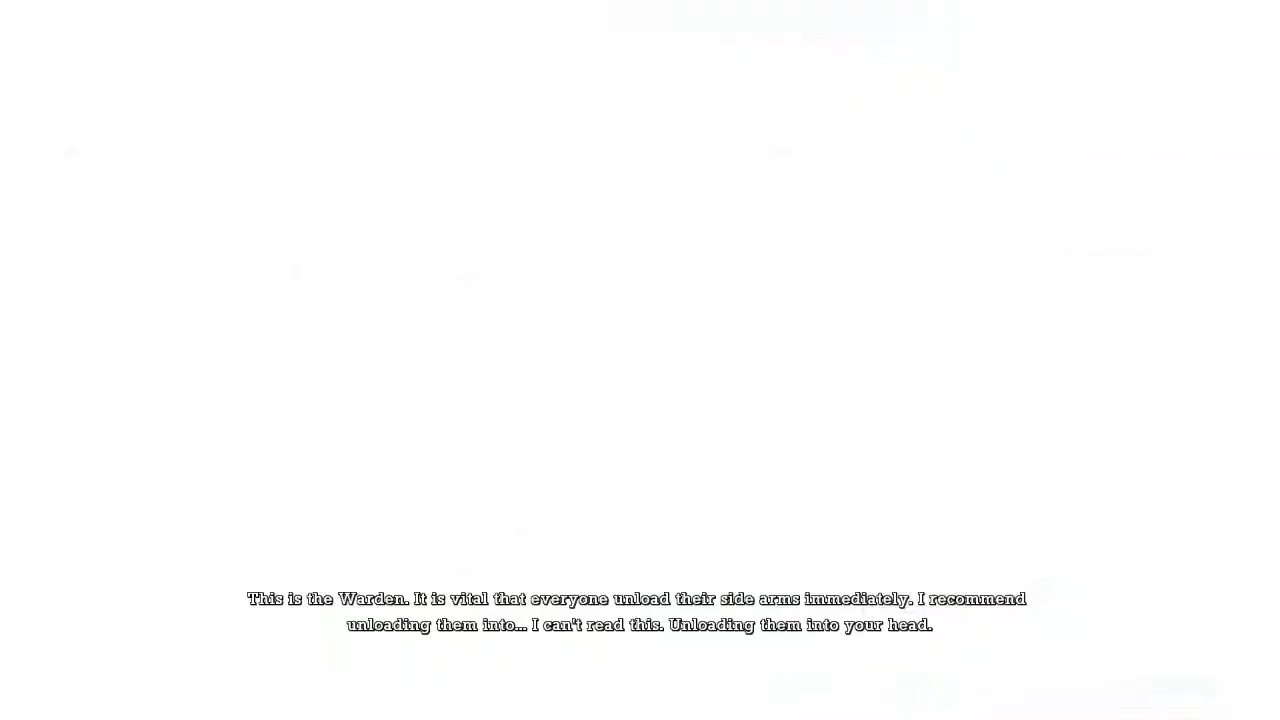 This is the Warden. It is vital that everyone unload their side arms immediately. I recommend
unloading them into... I can't read this. Unloading them into your head.